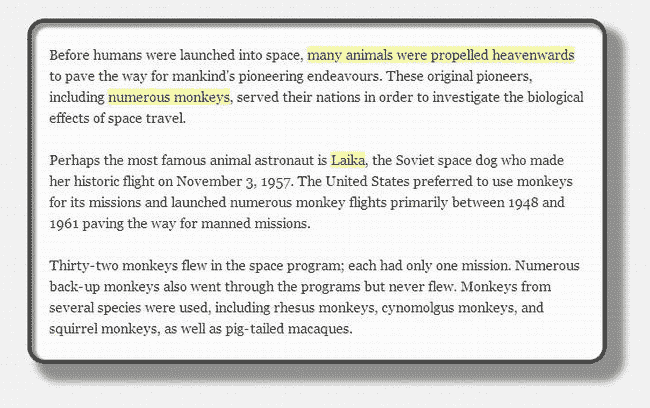 Before humans were launched into space, many animals were propelled heavenwards
to pave the way for mankind's pioneering endeavours. These original pioneers,
including numerous monkeys, served their nations in order to investigate the biological
effects of space travel.
Perhaps the most famous animal astronaut is Laika, the Soviet space dog who made
her historic flight on November 3, 1957. The United States preferred to use monkeys
for its missions and launched numerous monkey flights primarily between 1948 and
1961 paving the way for manned missions.
Thirty-two monkeys flew in the space program; each had only one mission. Numerous
back-up monkeys also went through the programs but never flew. Monkeys from
several species were used, including rhesus monkeys, cynomolgus monkeys, and
squirrel monkeys, as well as pig-tailed macaques.